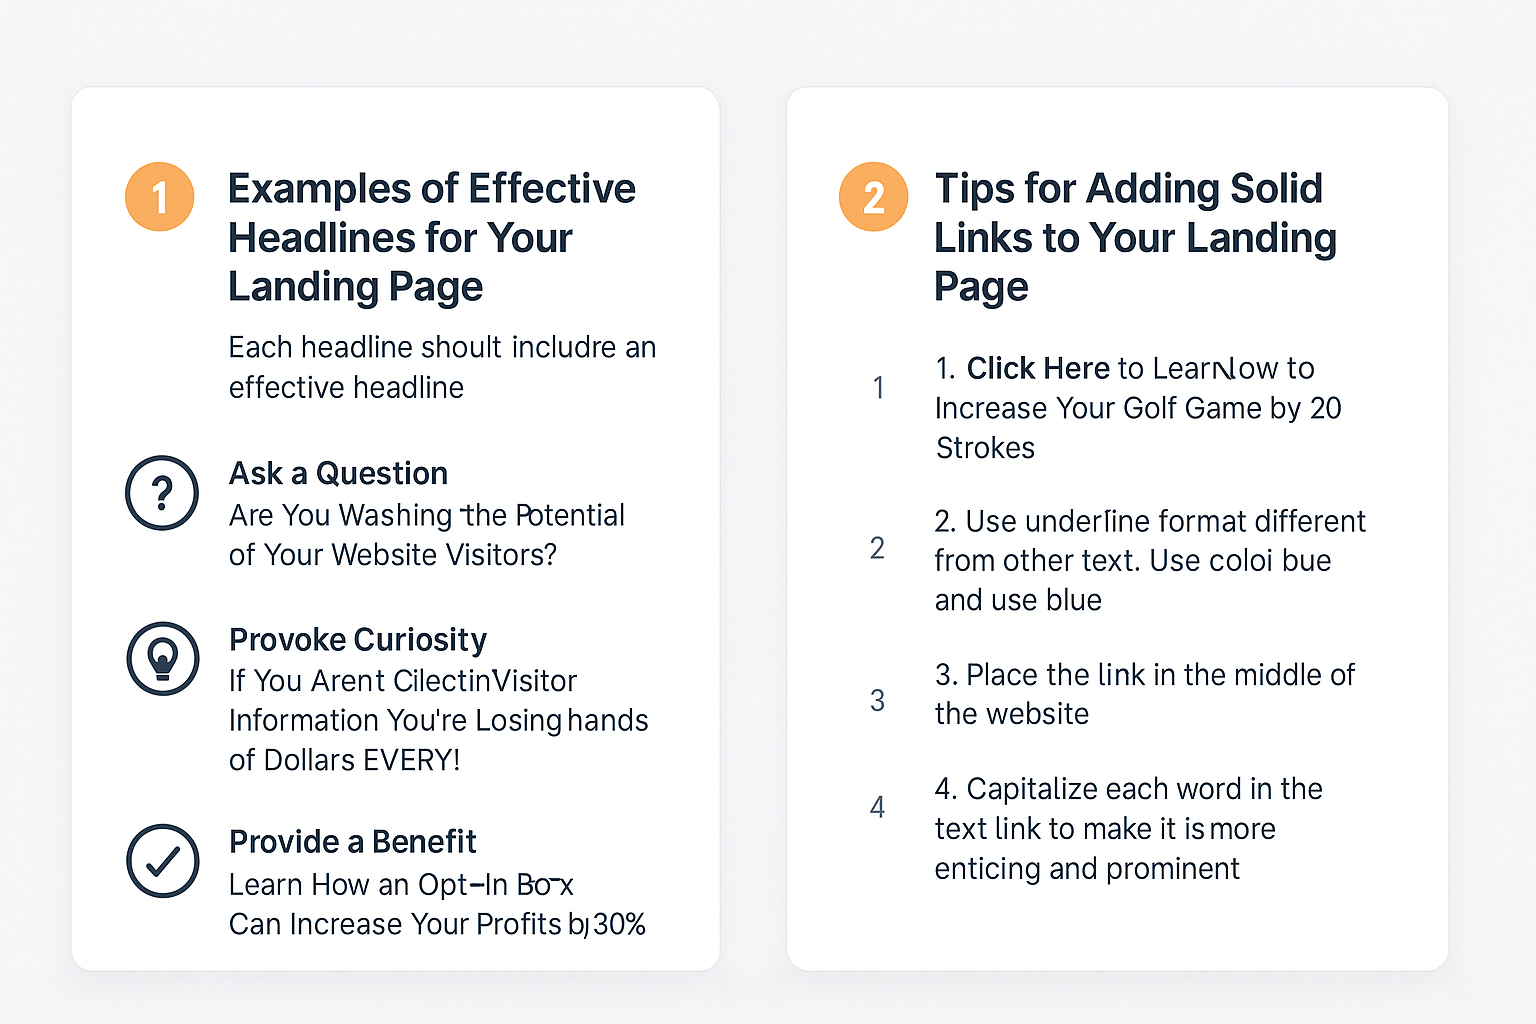 1
Examples of Effective
Headlines for Your
Landing Page
Each headline shoult includre an
effective headline
Ask a Question
Are You Washing the Potential
of Your Website Visitors?
Provoke Curiosity
If You Arent CilectinVisitor
Information You're Losing hands
of Dollars EVERY!
Provide a Benefit
Learn How an Opt-In Box
Can Increase Your Profits by 30%
2
Tips for Adding Solid
Links to Your Landing
Page
1
1. Click Here to Learn to
Increase Your Golf Game by 20
Strokes
2
2. Use underline format different
from other text. Use coloi bue
and use blue
3
3. Place the link in the middle of
the website
4
4. Capitalize each word in the
text link to make it is more
enticing and prominent